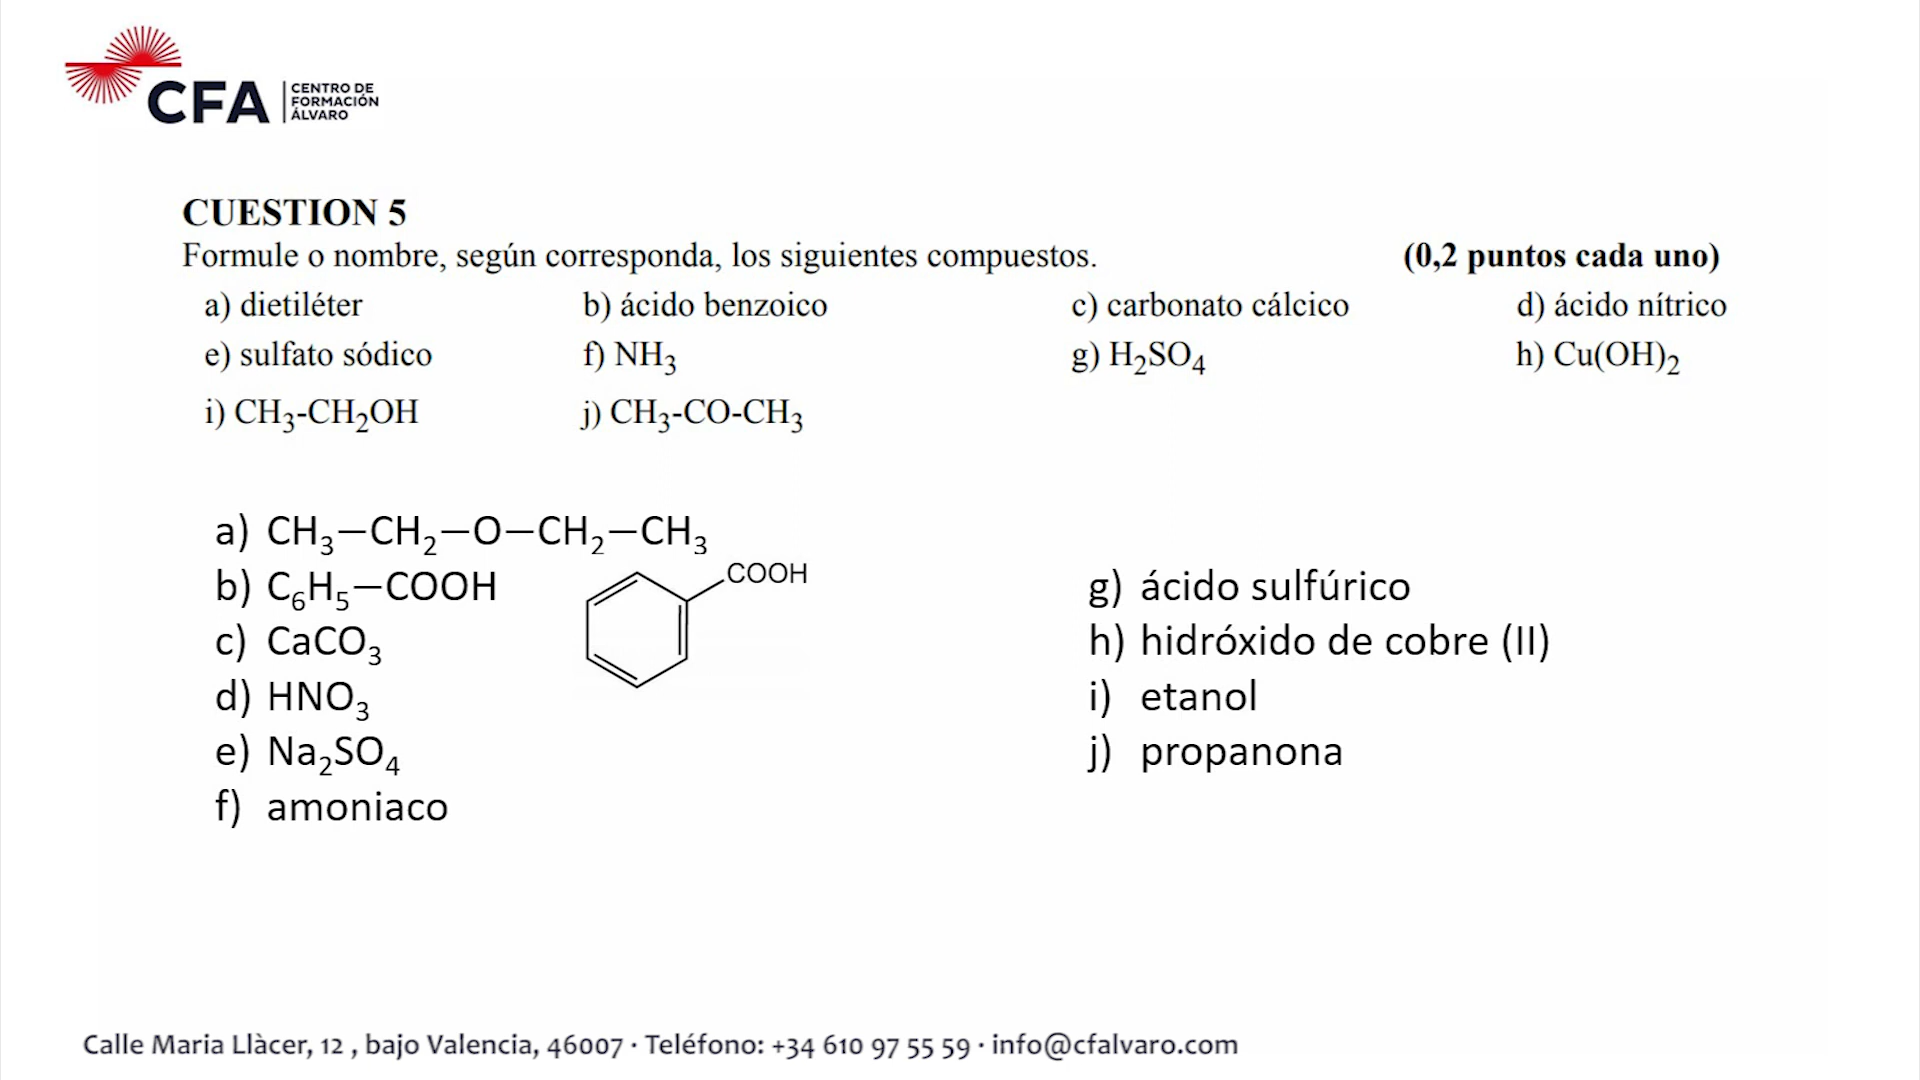 CFA
CENTRO DE
FORMACIÓN
ÁLVARO
CUESTION 5
Formule o nombre, según corresponda, los siguientes compuestos. (0,2 puntos cada uno)
a) dietiléter b) ácido benzoico c) carbonato cálcico d) ácido nítrico
e) sulfato sódico f) NH₃ g) H₂SO₄ h) Cu(OH)₂
i) CH₃-CH₂OH j) CH₃-CO-CH₃
a) CH₃—CH₂—O—CH₂—CH₃
b) C₆H₅—COOH
COOH
c) CaCO₃
d) HNO₃
e) Na₂SO₄
f) amoniaco
g) ácido sulfúrico
h) hidróxido de cobre (II)
i) etanol
j) propanona
Calle Maria Llàcer, 12 , bajo Valencia, 46007 · Teléfono: +34 610 97 55 59 · info@cfalvaro.com